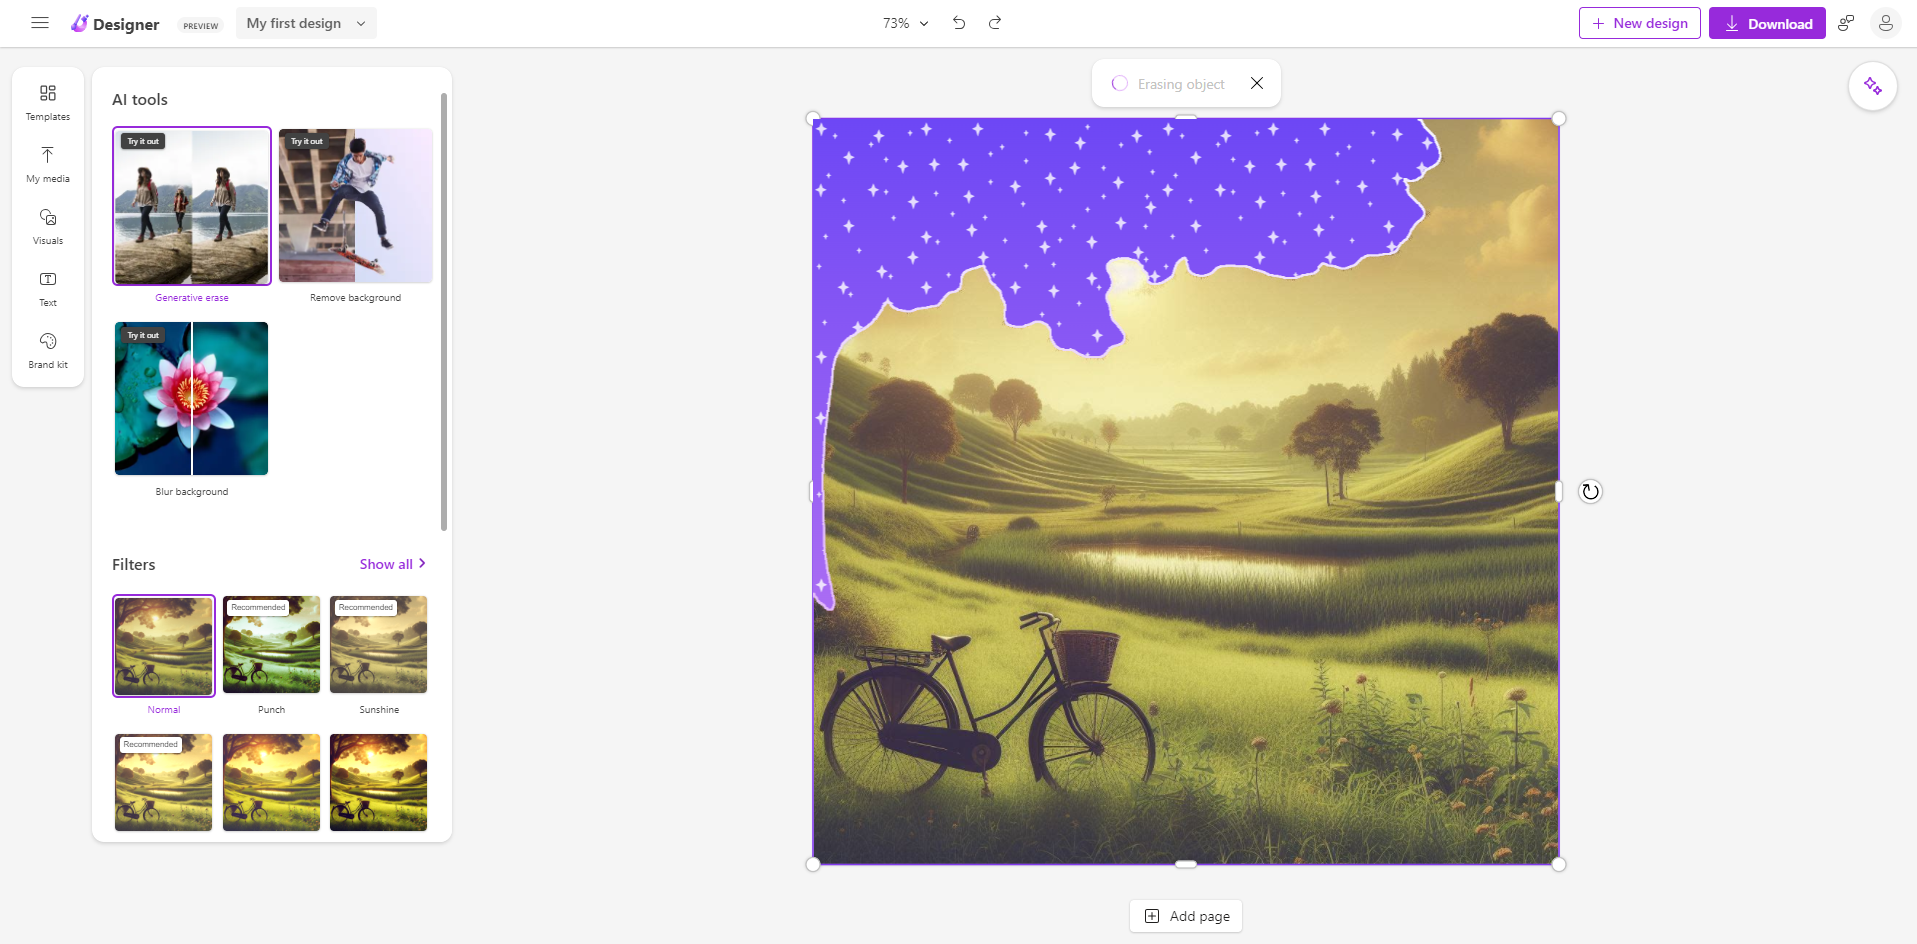 Designer PREVIEW My first design 73% New design Download
Templates
My media
Visuals
Text
Brand kit
AI tools
Try it out Try it out
Generative erase Remove background
Try it out
Blur background
Filters Show all
Recommended Recommended
Normal Punch Sunshine
Recommended
Erasing object
Add page